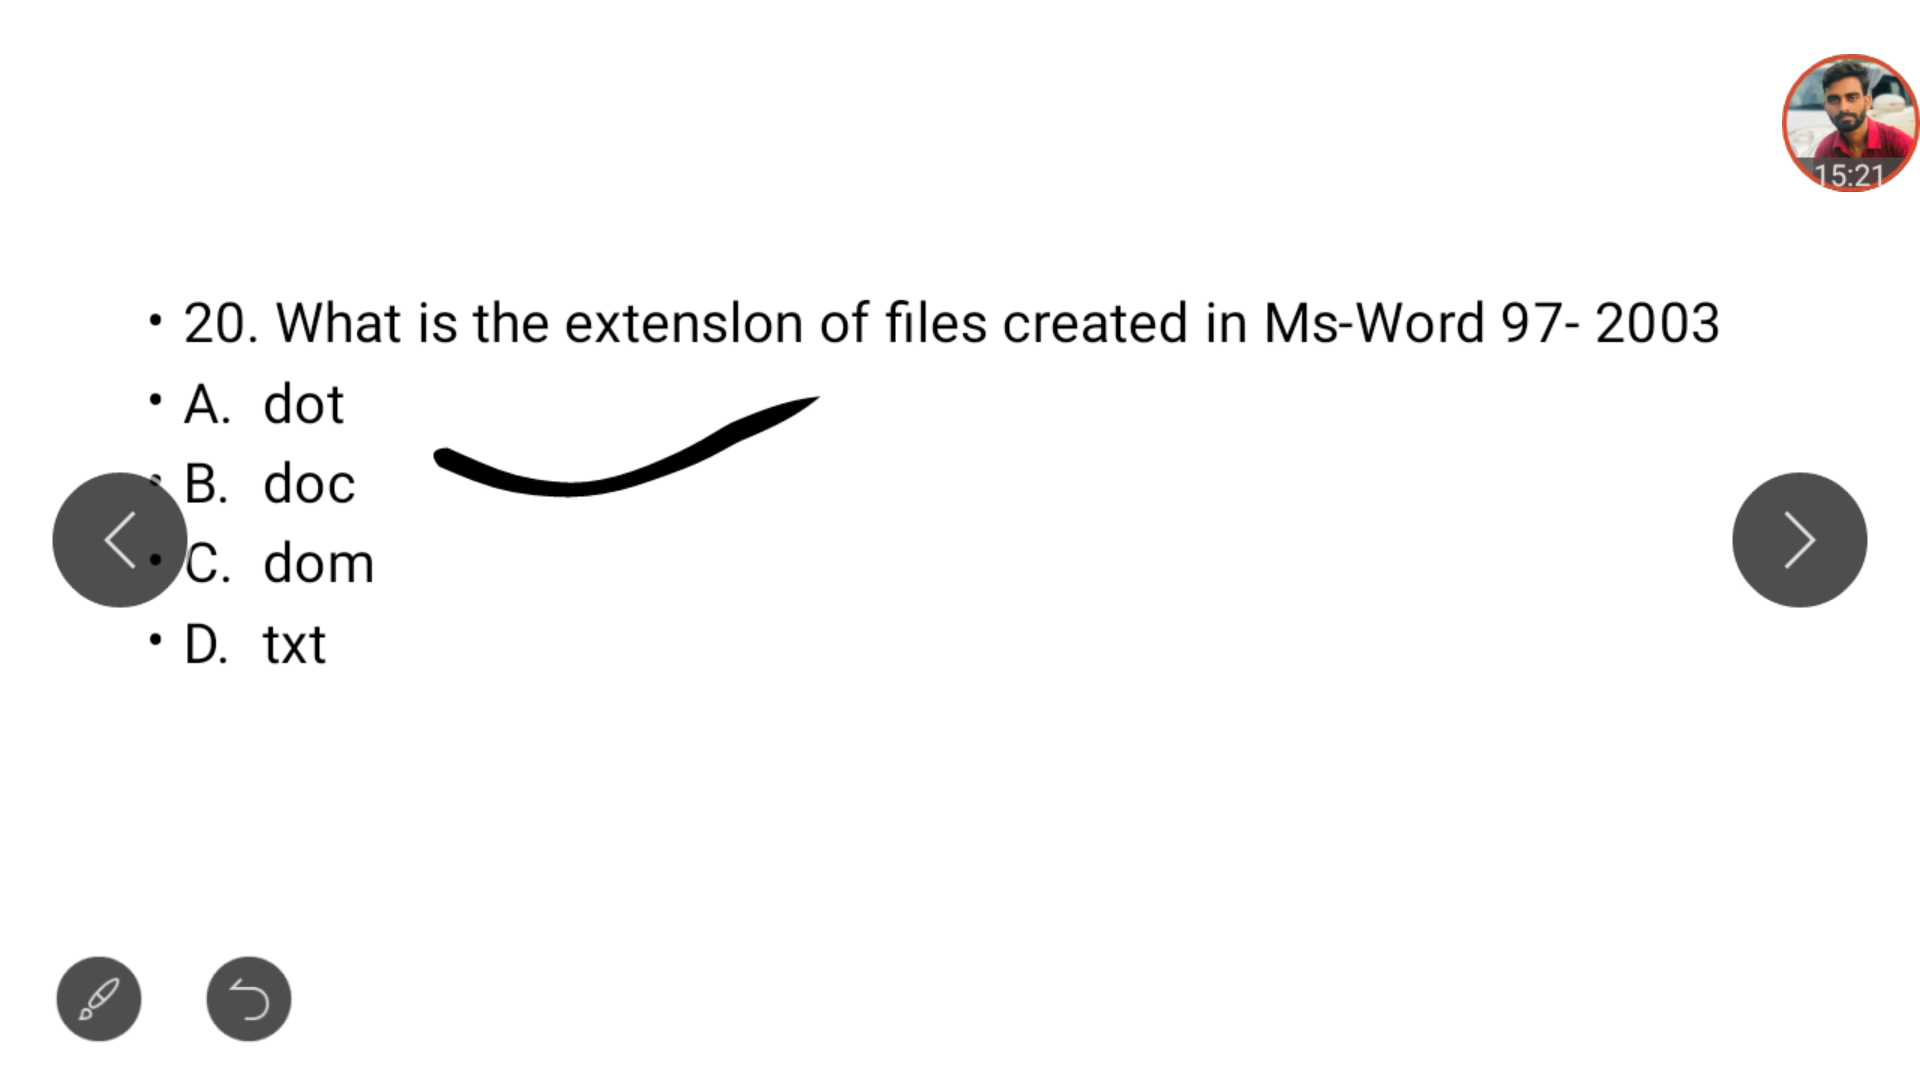 15:21
• 20. What is the extenslon of files created in Ms-Word 97- 2003
• A. dot
• B. doc
• C. dom
• D. txt